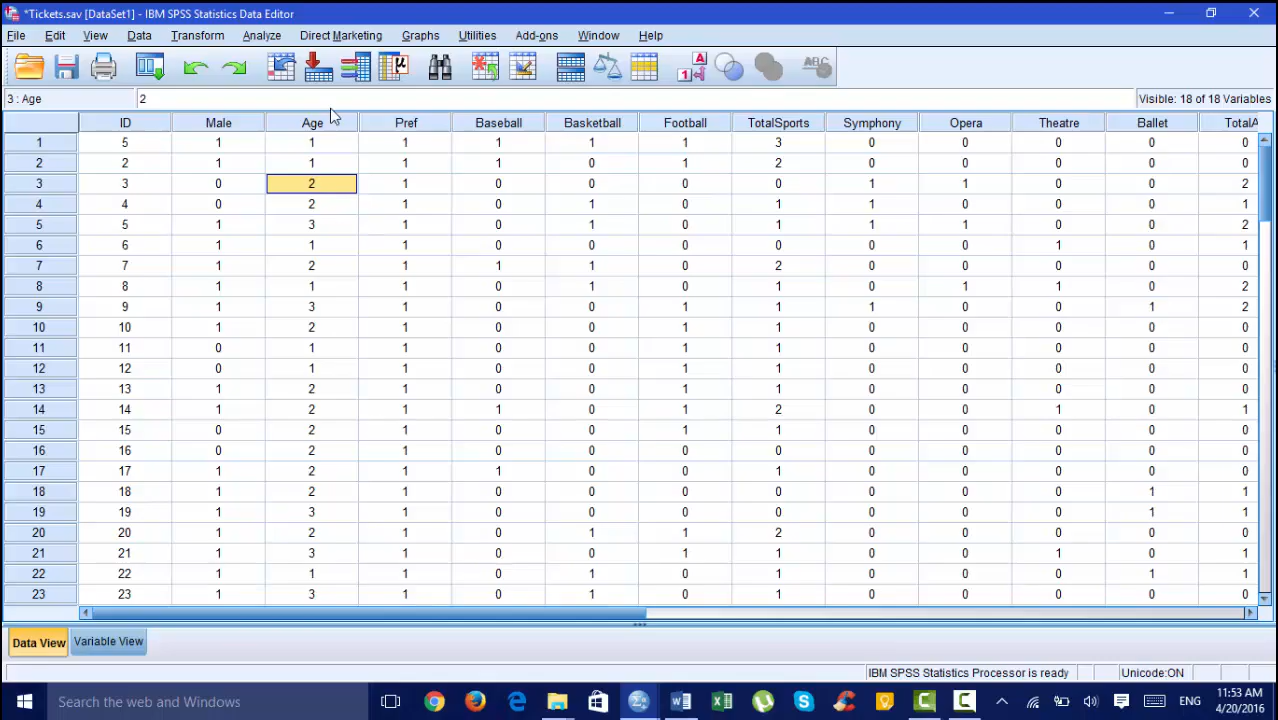 *Tickets.sav [DataSet1] - IBM SPSS Statistics Data Editor
File Edit View Data Transform Analyze Direct Marketing Graphs Utilities Add-ons Window Help
3 : Age 2 Visible: 18 of 18 Variables
ID Male Age Pref Baseball Basketball Football TotalSports Symphony Opera Theatre Ballet TotalA
1 5 1 1 1 1 1 1 3 0 0 0 0 0
2 2 1 1 1 1 0 1 2 0 0 0 0 0
3 3 0 2 1 0 0 0 0 1 1 0 0 2
4 4 0 2 1 0 1 0 1 1 0 0 0 1
5 5 1 3 1 0 1 0 1 1 1 0 0 2
6 6 1 1 1 0 0 0 0 0 0 1 0 1
7 7 1 2 1 1 1 0 2 0 0 0 0 0
8 8 1 1 1 0 1 0 1 0 1 1 0 2
9 9 1 3 1 0 0 1 1 1 0 0 1 2
10 10 1 2 1 0 0 1 1 0 0 0 0 0
11 11 0 1 1 0 0 1 1 0 0 0 0 0
12 12 0 1 1 0 0 1 1 0 0 0 0 0
13 13 1 2 1 0 0 1 1 0 0 0 0 0
14 14 1 2 1 1 0 1 2 0 0 1 0 1
15 15 0 2 1 0 0 1 1 0 0 0 0 0
16 16 0 2 1 0 0 0 0 0 0 0 0 0
17 17 1 2 1 1 0 0 1 0 0 0 0 0
18 18 1 2 1 0 0 0 0 0 0 0 1 1
19 19 1 3 1 0 0 0 0 0 0 0 1 1
20 20 1 2 1 0 1 1 2 0 0 0 0 0
21 21 1 3 1 0 0 1 1 0 0 1 0 1
22 22 1 1 1 0 1 0 1 0 0 0 1 1
23 23 1 3 1 0 1 0 1 0 0 0 0 0
Data View Variable View
IBM SPSS Statistics Processor is ready Unicode:ON
Search the web and Windows ENG 11:53 AM
4/20/2016